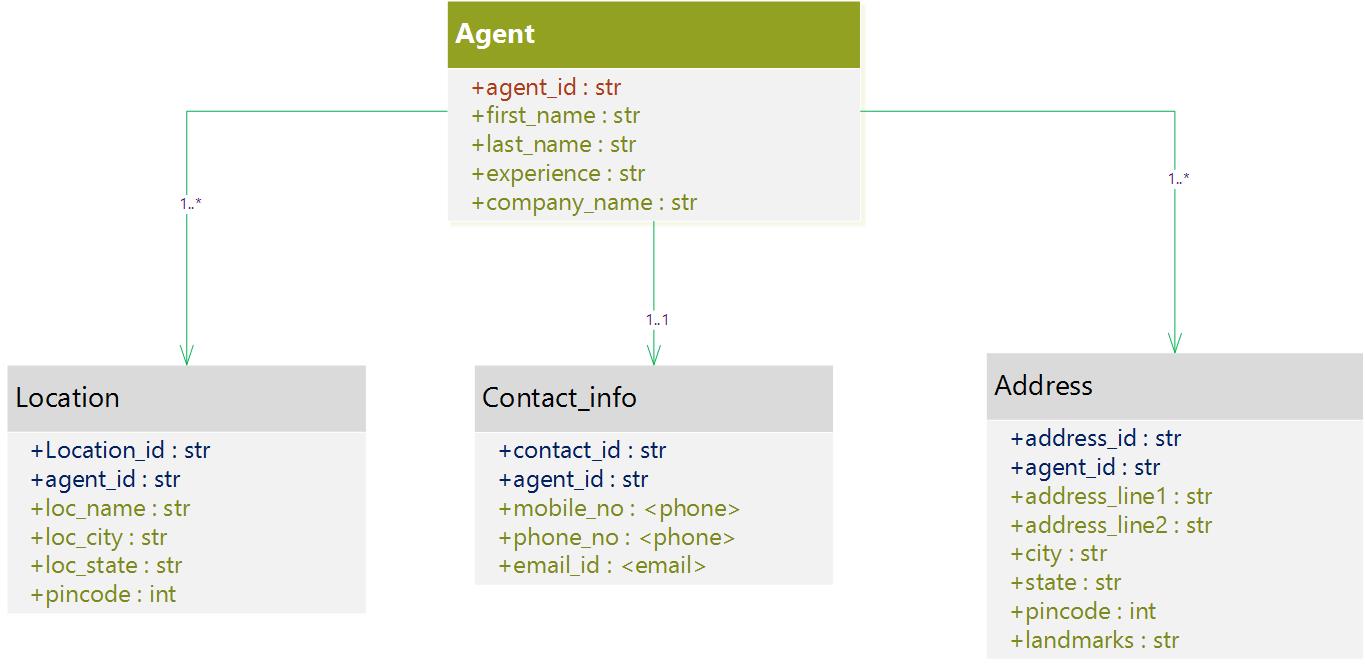 Agent
+agent_id : str
+first_name : str
+last_name : str
+experience : str
+company_name : str
1..*
1..1
1..*
Location
+Location_id : str
+agent_id : str
+loc_name : str
+loc_city : str
+loc_state : str
+pincode : int
Contact_info
+contact_id : str
+agent_id : str
+mobile_no : <phone>
+phone_no : <phone>
+email_id : <email>
Address
+address_id : str
+agent_id : str
+address_line1 : str
+address_line2 : str
+city : str
+state : str
+pincode : int
+landmarks : str